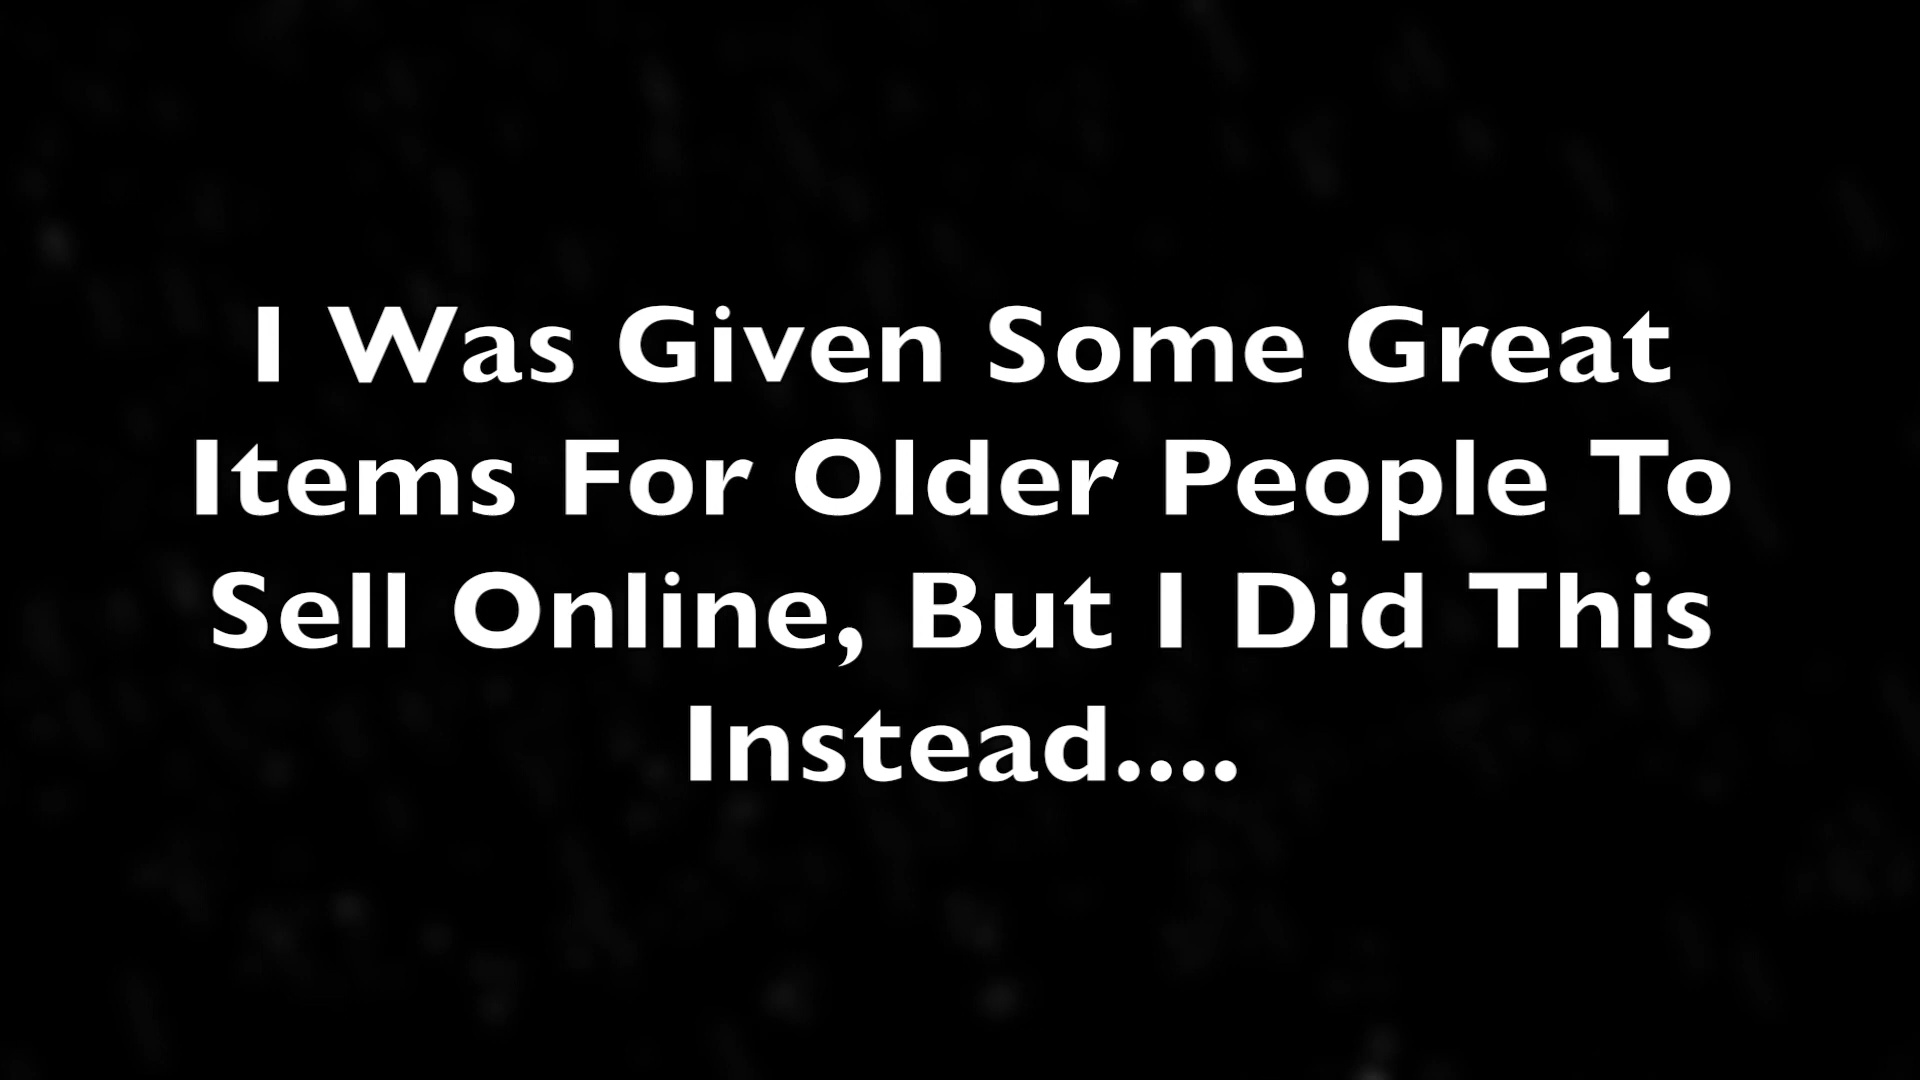 I Was Given Some Great
Items For Older People To
Sell Online, But I Did This
Instead....